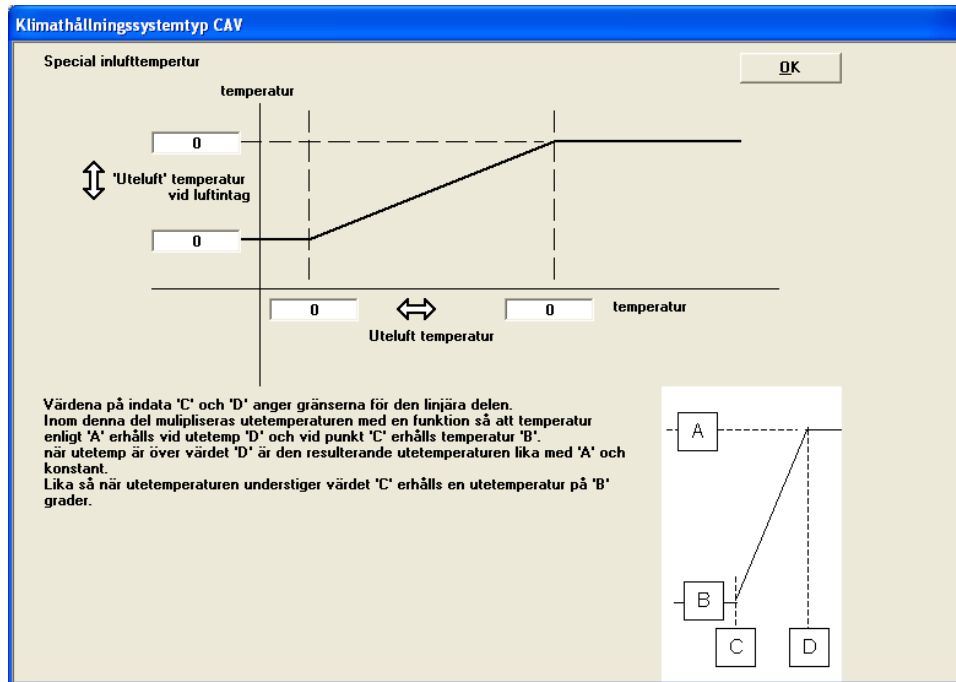 Klimathållningssystemtyp CAV
Special inlufttempertur
OK
temperatur
0
'Uteluft' temperatur
vid luftintag
0
0
0
temperatur
Uteluft temperatur
Värdena på indata 'C' och 'D' anger gränserna för den linjära delen.
Inom denna del mulipliseras utetemperaturen med en funktion så att temperatur
enligt 'A' erhålls vid utetemp 'D' och vid punkt 'C' erhålls temperatur 'B'.
när utetemp är över värdet 'D' är den resulterande utetemperaturen lika med 'A' och
konstant.
Lika så när utetemperaturen understiger värdet 'C' erhålls en utetemperatur på 'B'
grader.
A
B
C
D